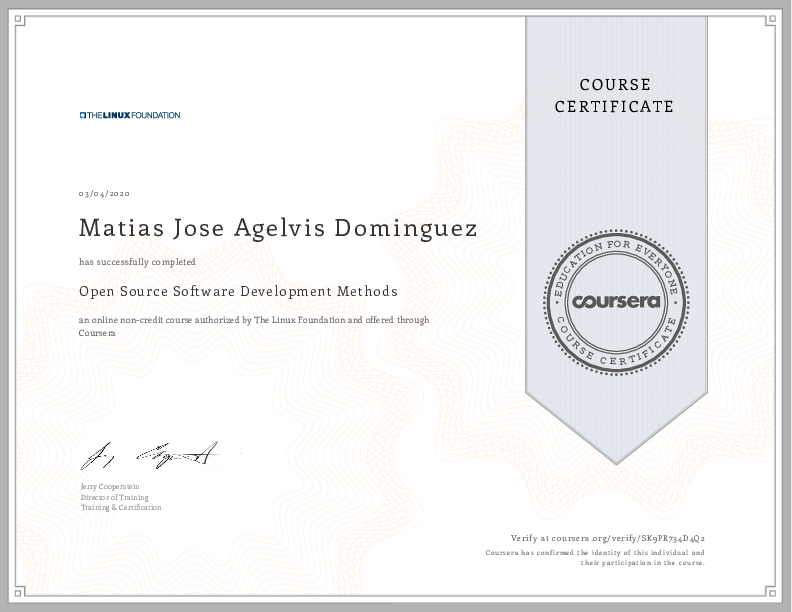 COURSE
CERTIFICATE
THE LINUX FOUNDATION
03/04/2020
Matias Jose Agelvis Dominguez
has successfully completed
Open Source Software Development Methods
an online non-credit course authorized by The Linux Foundation and offered through
Coursera
EDUCATION FOR EVERYONE
coursera
COURSE CERTIFICATE
Jerry Cooperstein
Director of Training
Training & Certification
Verify at coursera.org/verify/SK9PR734D4Q2
Coursera has confirmed the identity of this individual and
their participation in the course.